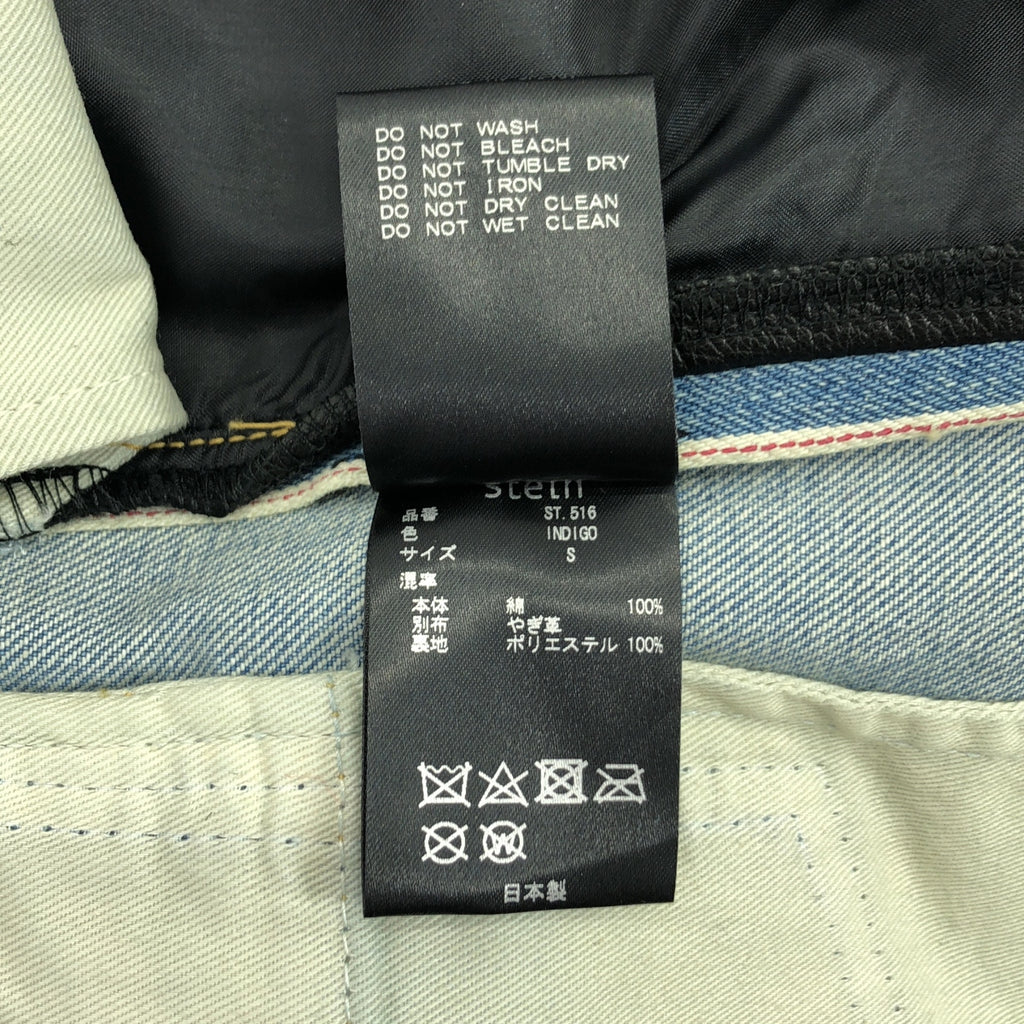 DO NOT WASH
DO NOT BLEACH
DO NOT TUMBLE DRY
DO NOT IRON
DO NOT DRY CLEAN
DO NOT WET CLEAN
stein
品番 ST.516
色 INDIGO
サイズ S
混率
本体 綿 100%
別布 やぎ革
裏地 ポリエステル 100%
W
日本製